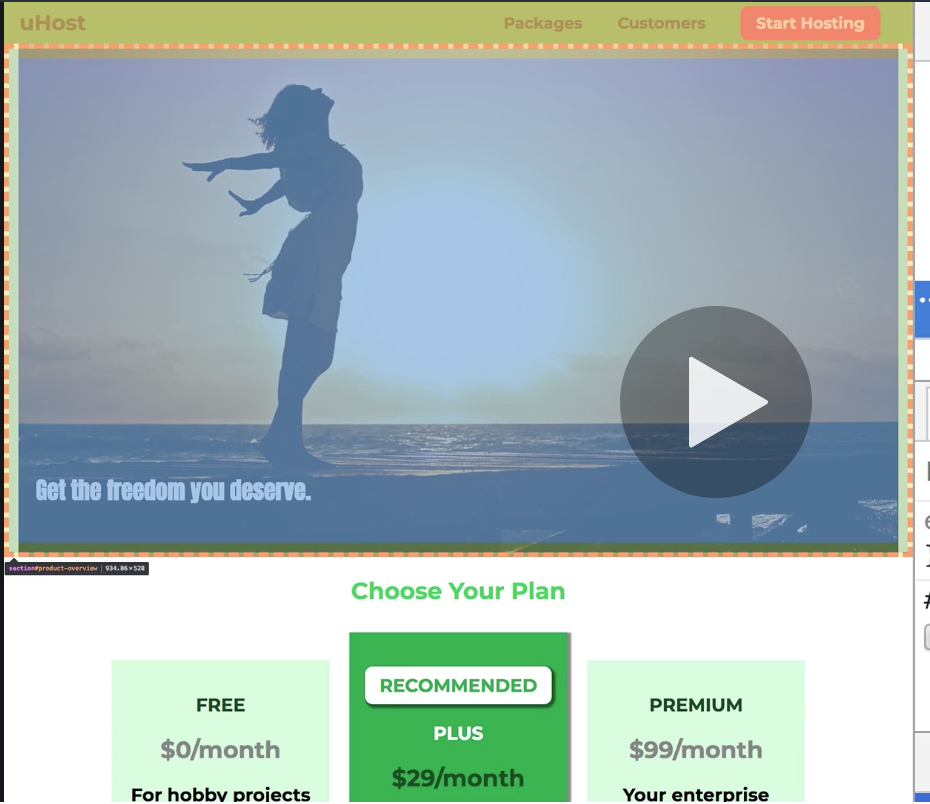 uHost
Packages Customers Start Hosting
Get the freedom you deserve.
section#product-overview | 934.86×528
Choose Your Plan
RECOMMENDED
FREE
PLUS
PREMIUM
$0/month
$29/month
$99/month
For hobby projects
Your enterprise